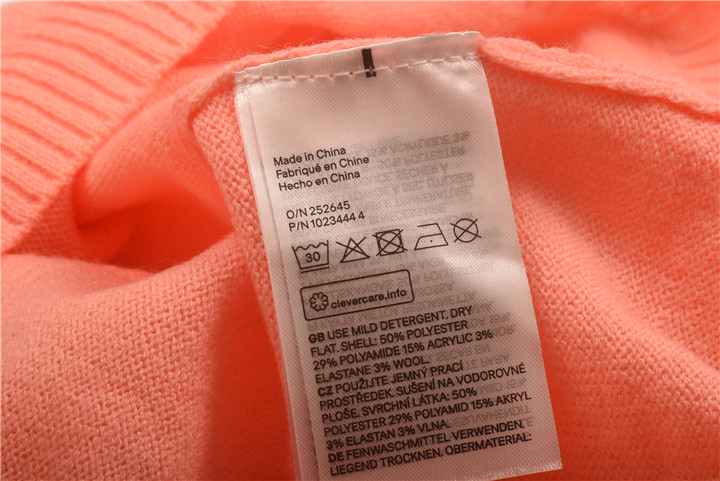 Made in China
Fabriqué en Chine
Hecho en China
O/N 252645
P/N 1023444 4
30
clevercare.info
GB USE MILD DETERGENT. DRY
FLAT. SHELL: 50% POLYESTER
29% POLYAMIDE 15% ACRYLIC 3%
ELASTANE 3% WOOL.
CZ POUŽIJTE JEMNÝ PRACÍ
PROSTŘEDEK. SUŠENÍ NA VODOROVNÉ
PLOŠE. SVRCHNÍ LÁTKA: 50%
POLYESTER 29% POLYAMID 15% AKRYL
3% ELASTAN 3% VLNA.
DE FEINWASCHMITTEL VERWENDEN.
LIEGEND TROCKNEN. OBERMATERIAL: